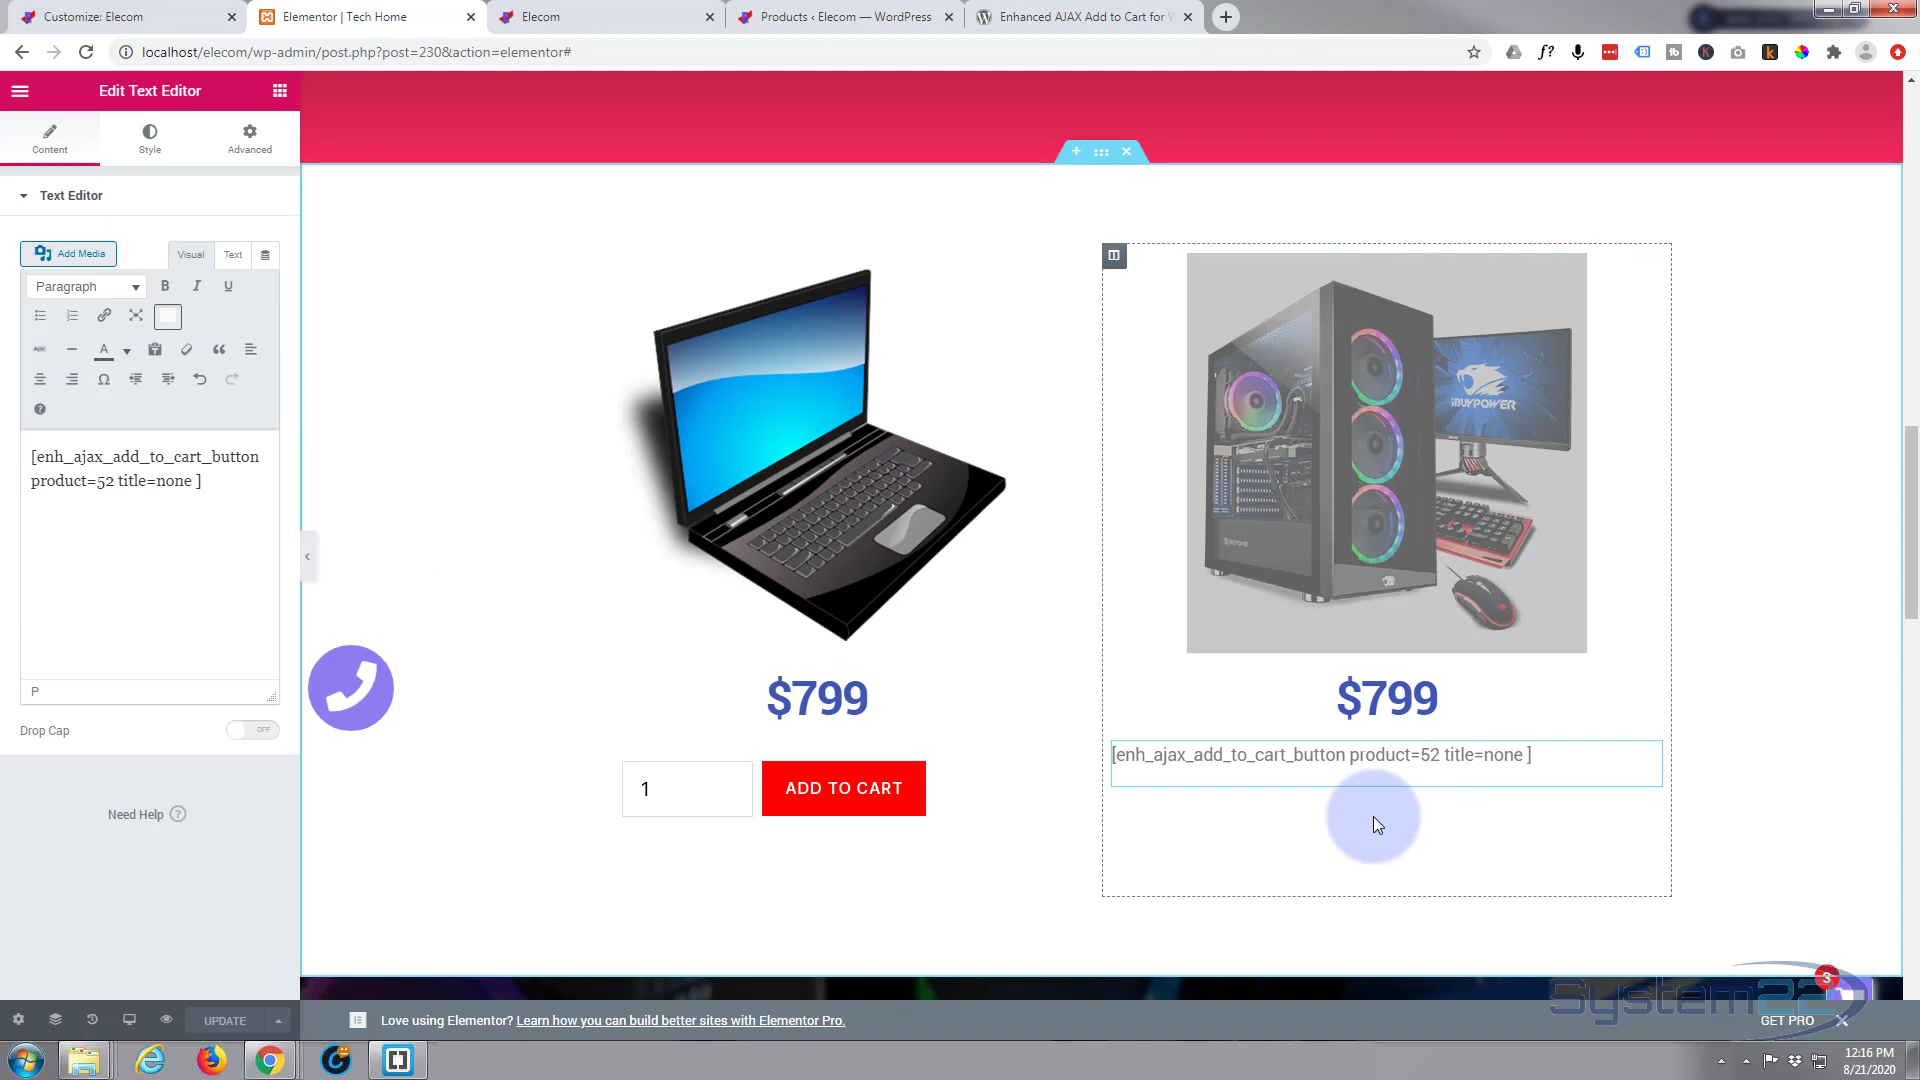 Customize: Elecom
Elementor | Tech Home
Elecom
Products ‹ Elecom — WordPress
Enhanced AJAX Add to Cart for W
localhost/elecom/wp-admin/post.php?post=230&action=elementor#
Edit Text Editor
Content
Style
Advanced
Text Editor
Add Media
Visual
Text
Paragraph
B I U
ABC
A
[enh_ajax_add_to_cart_button
product=52 title=none ]
P
Drop Cap
OFF
Need Help
UPDATE
iBUYPOWER
$799
$799
[enh_ajax_add_to_cart_button product=52 title=none ]
1
ADD TO CART
3
System22
Love using Elementor? Learn how you can build better sites with Elementor Pro.
GET PRO
12:16 PM
8/21/2020